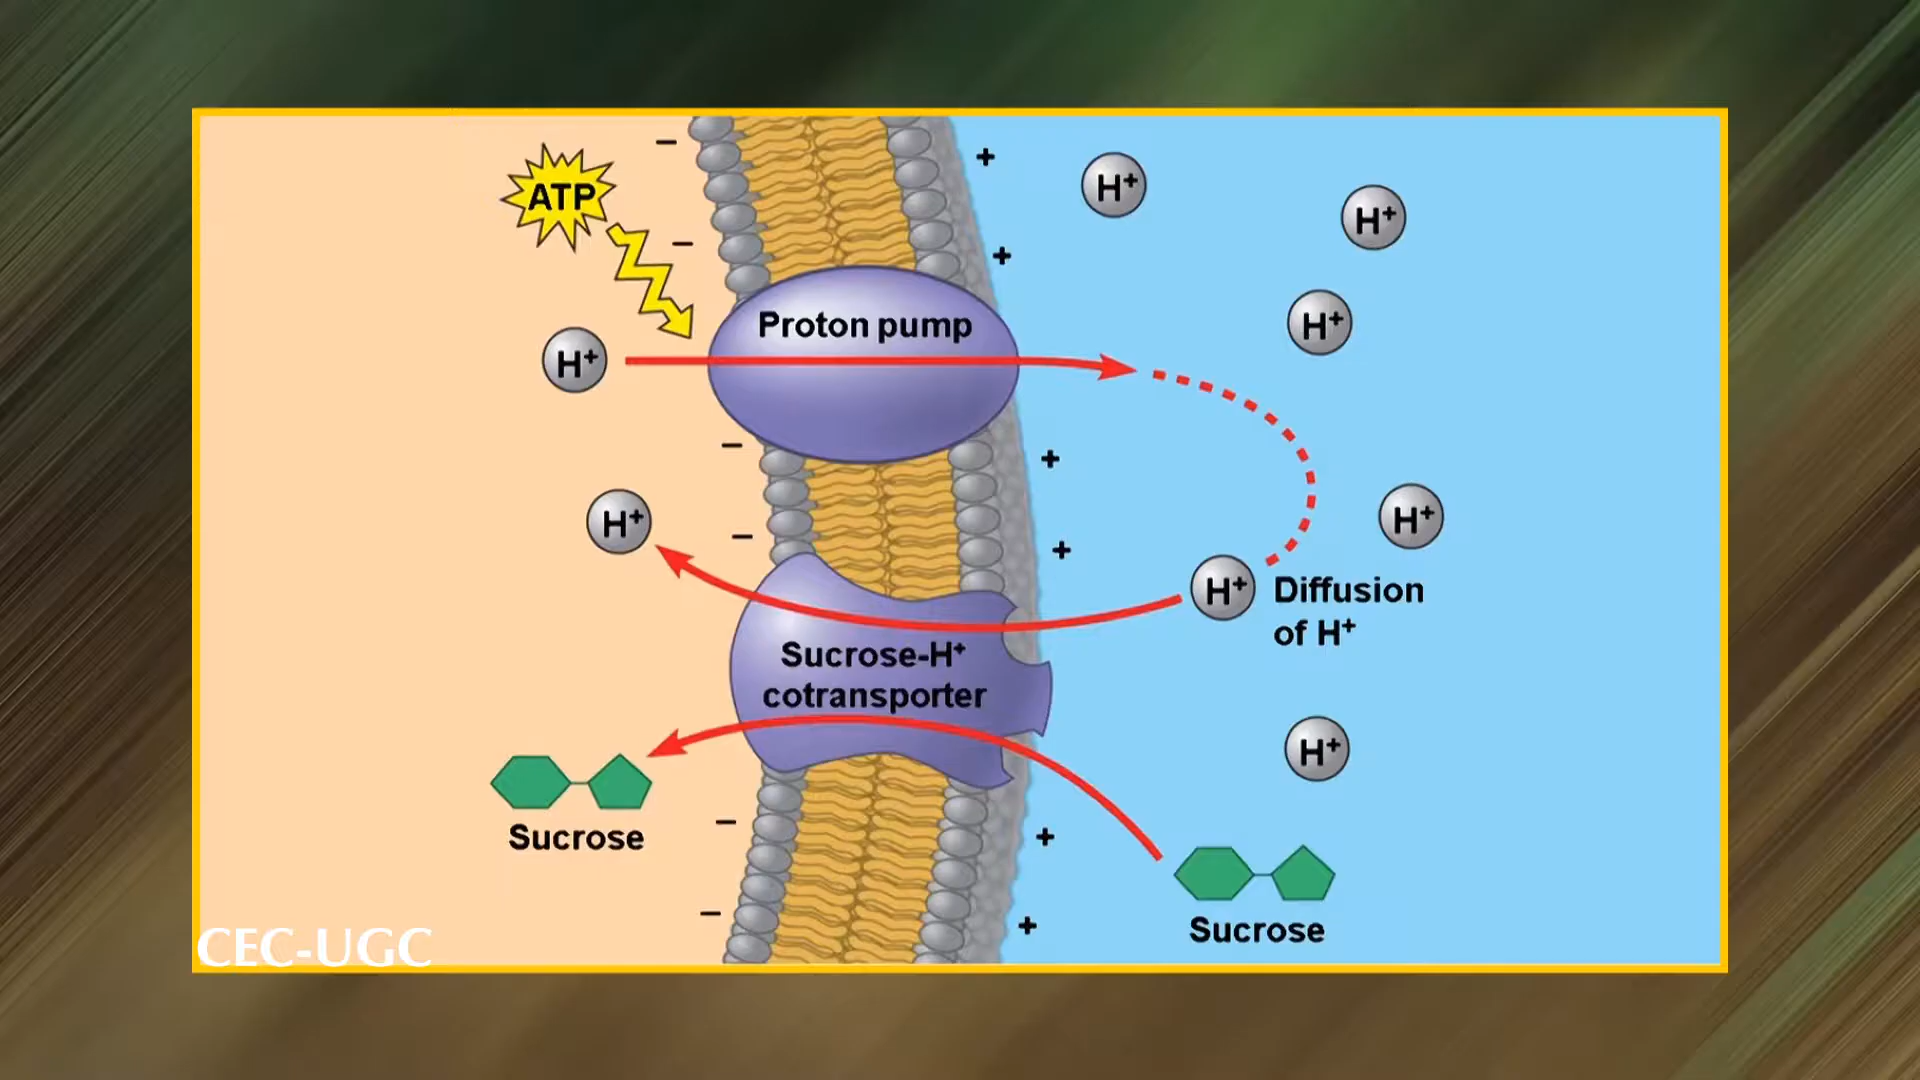 ATP
H⁺
H⁺
H⁺
Proton pump
H⁺
H⁺
H⁺
H⁺
H⁺
Diffusion
of H⁺
Sucrose-H⁺
cotransporter
H⁺
Sucrose
Sucrose
CEC-UGC